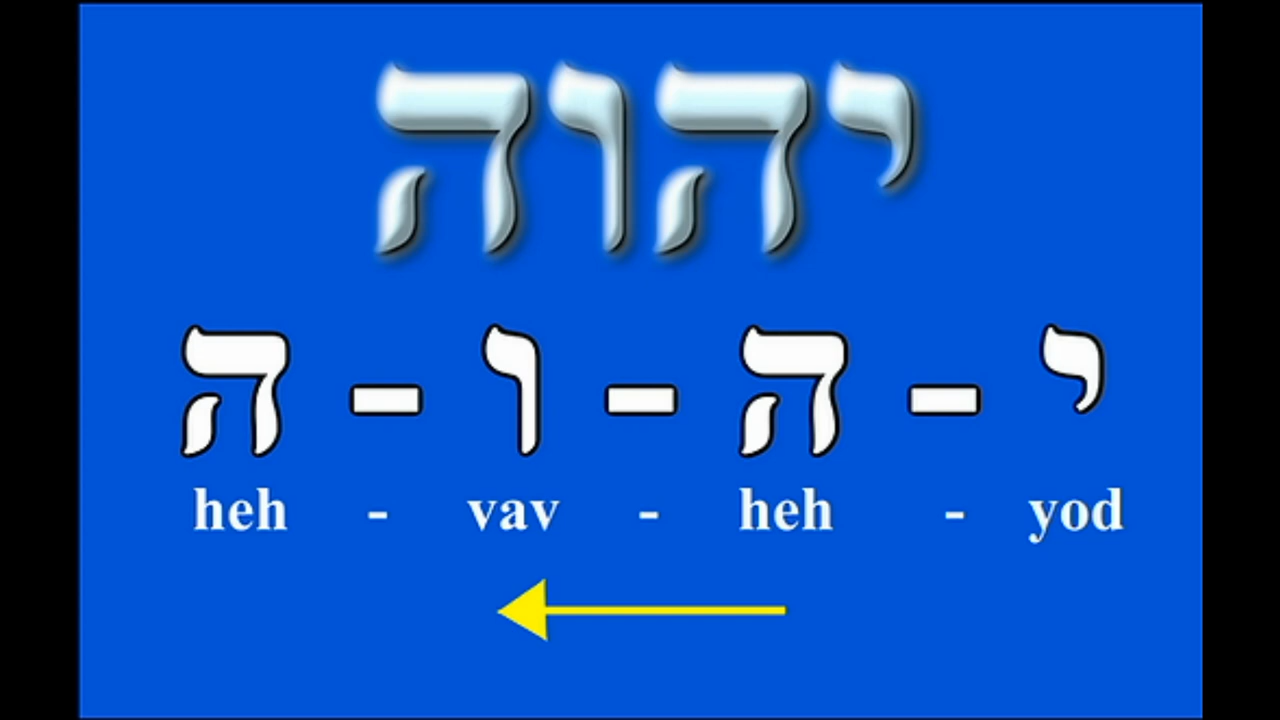 יהוה
י - ה - ו - ה
heh - vav - heh - yod